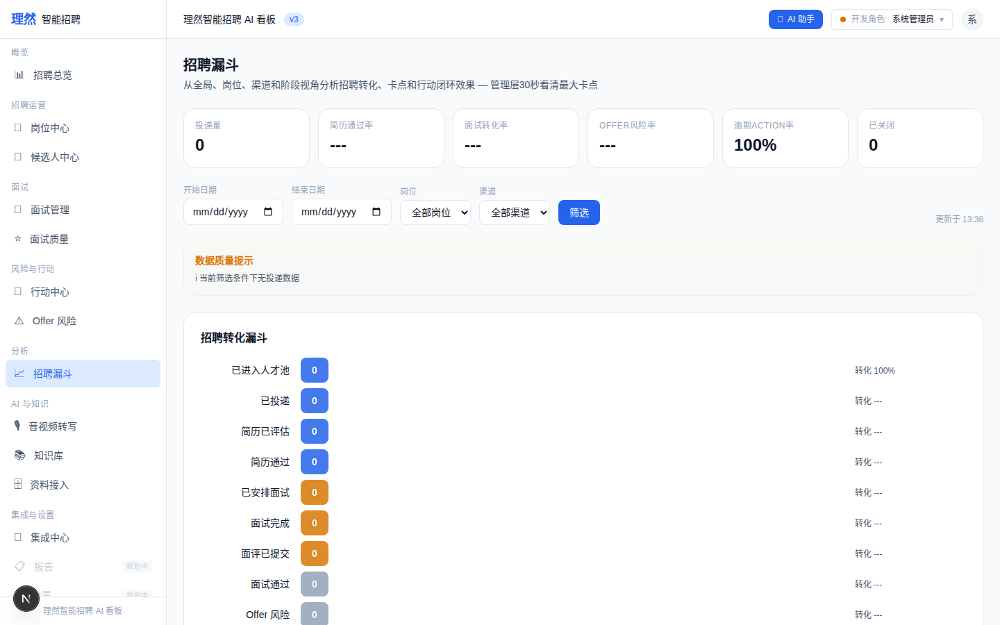 理然 智能招聘
理然智能招聘 AI 看板 v3
AI 助手
开发角色: 系统管理员 ▾
系
概览
招聘总览
招聘运营
岗位中心
候选人中心
面试
面试管理
面试质量
风险与行动
行动中心
Offer 风险
分析
招聘漏斗
AI 与知识
音视频转写
知识库
资料接入
集成与设置
集成中心
报告 规划中
置 规划中
理然智能招聘 AI 看板
招聘漏斗
从全局、岗位、渠道和阶段视角分析招聘转化、卡点和行动闭环效果 — 管理层30秒看清最大卡点
投递量
0
简历通过率
---
面试转化率
---
OFFER风险率
---
逾期ACTION率
100%
已关闭
0
开始日期
mm/dd/yyyy
结束日期
mm/dd/yyyy
岗位
全部岗位
渠道
全部渠道
筛选
更新于 13:38
数据质量提示
i 当前筛选条件下无投递数据
招聘转化漏斗
已进入人才池 0 转化 100%
已投递 0 转化 ---
简历已评估 0 转化 ---
简历通过 0 转化 ---
已安排面试 0 转化 ---
面试完成 0 转化 ---
面评已提交 0 转化 ---
面试通过 0 转化 ---
Offer 风险 0 转化 ---